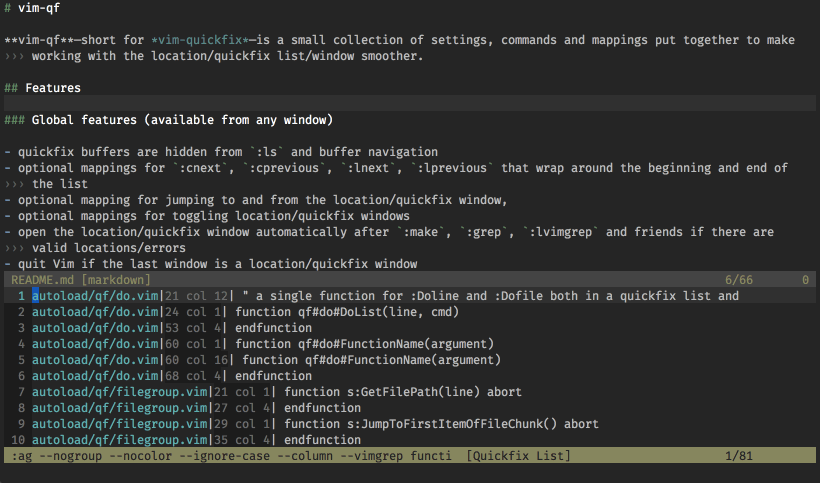 # vim-qf
**vim-qf**—short for *vim-quickfix*—is a small collection of settings, commands and mappings put together to make
››› working with the location/quickfix list/window smoother.
## Features
### Global features (available from any window)
- quickfix buffers are hidden from `:ls` and buffer navigation
- optional mappings for `:cnext`, `:cprevious`, `:lnext`, `:lprevious` that wrap around the beginning and end of
››› the list
- optional mapping for jumping to and from the location/quickfix window,
- optional mappings for toggling location/quickfix windows
- open the location/quickfix window automatically after `:make`, `:grep`, `:lvimgrep` and friends if there are
››› valid locations/errors
- quit Vim if the last window is a location/quickfix window
README.md [markdown] 6/66 0
1 autoload/qf/do.vim|21 col 12| " a single function for :Doline and :Dofile both in a quickfix list and
2 autoload/qf/do.vim|24 col 1| function qf#do#DoList(line, cmd)
3 autoload/qf/do.vim|53 col 4| endfunction
4 autoload/qf/do.vim|60 col 1| function qf#do#FunctionName(argument)
5 autoload/qf/do.vim|60 col 16| function qf#do#FunctionName(argument)
6 autoload/qf/do.vim|68 col 4| endfunction
7 autoload/qf/filegroup.vim|21 col 1| function s:GetFilePath(line) abort
8 autoload/qf/filegroup.vim|27 col 4| endfunction
9 autoload/qf/filegroup.vim|29 col 1| function s:JumpToFirstItemOfFileChunk() abort
10 autoload/qf/filegroup.vim|35 col 4| endfunction
:ag --nogroup --nocolor --ignore-case --column --vimgrep functi [Quickfix List] 1/81